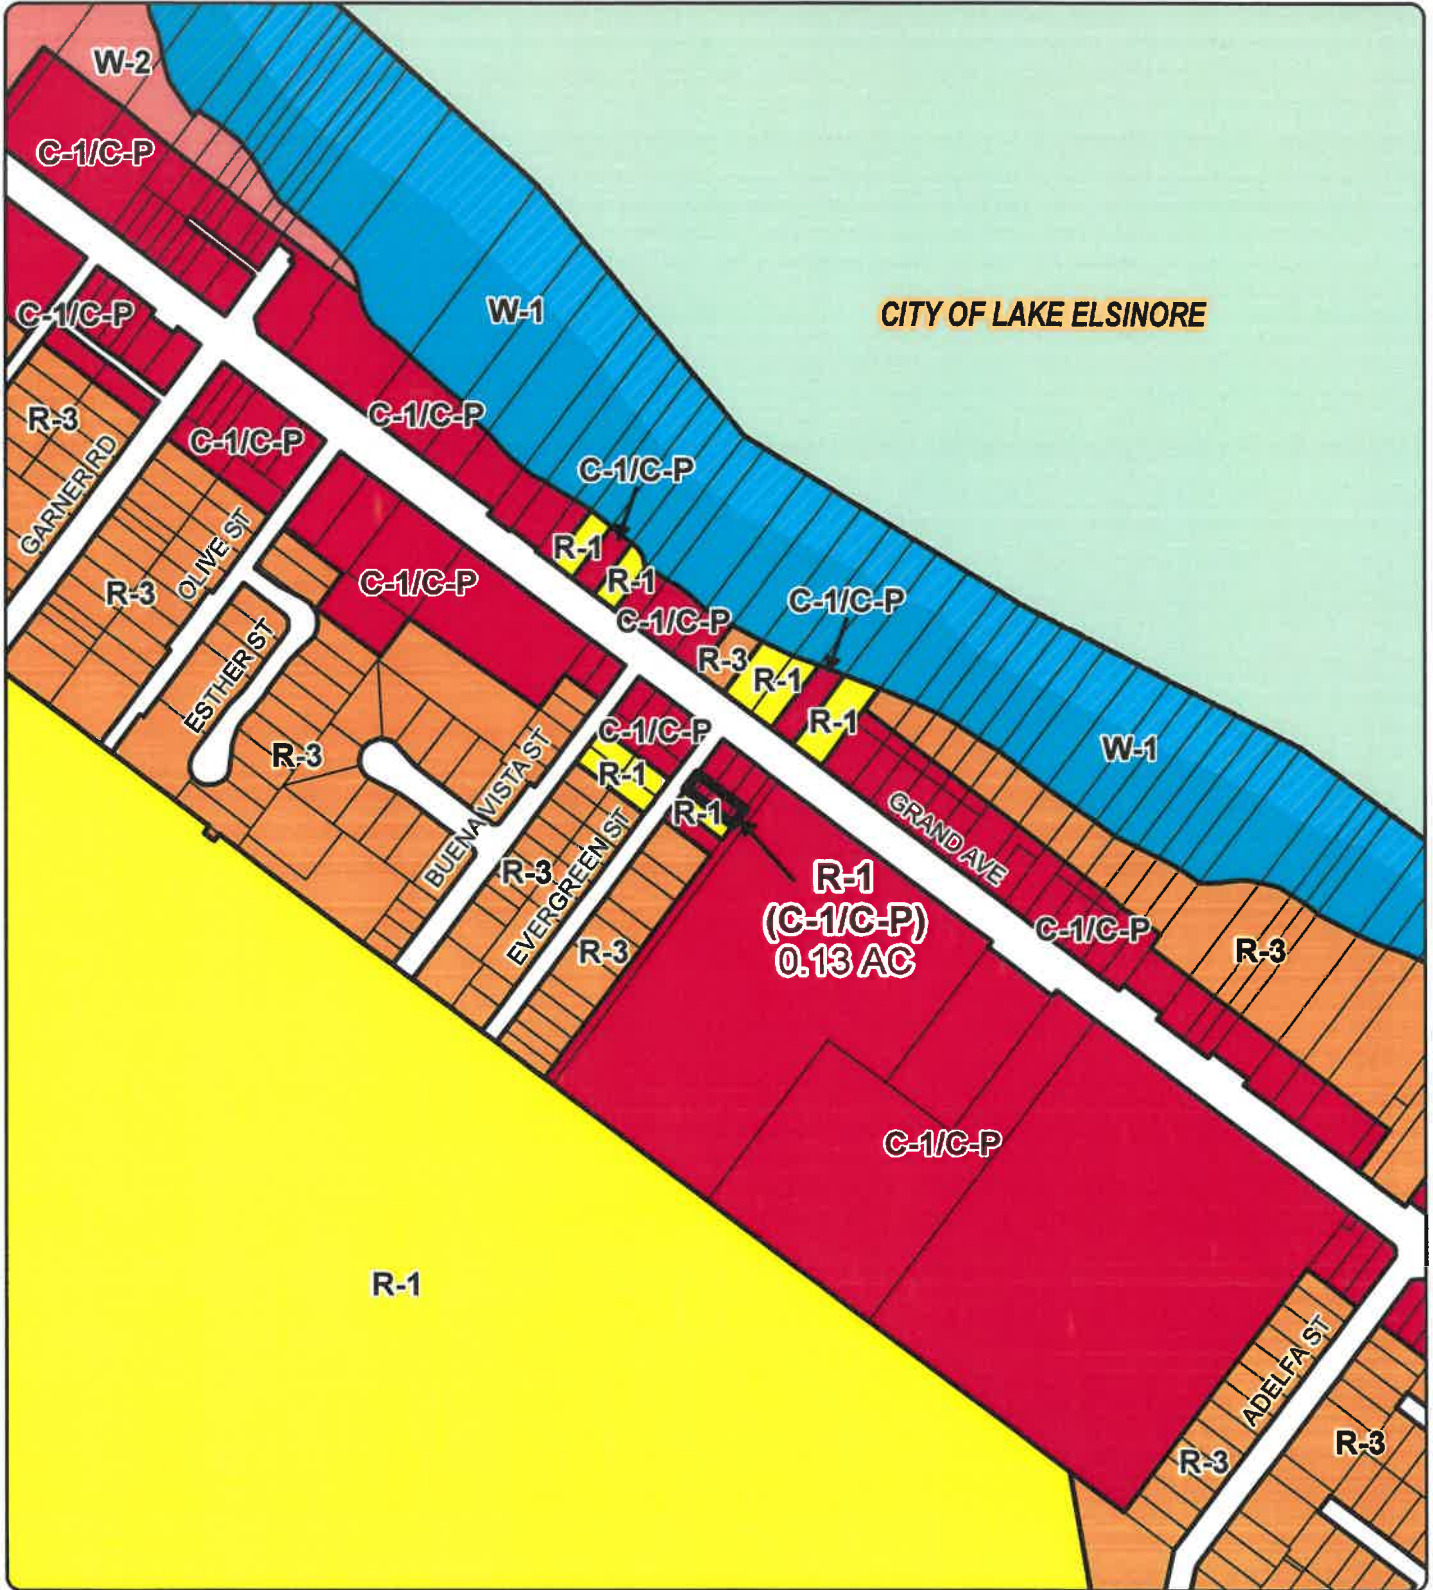 W-2
C-1/C-P
C-1/C-P
W-1
CITY OF LAKE ELSINORE
R-3
C-1/C-P
C-1/C-P
GARNER RD
C-1/C-P
OLIVE ST
R-1
R-3
C-1/C-P
R-1
C-1/C-P
C-1/C-P
ESTHER ST
R-3
R-1
R-1
R-3
C-1/C-P
W-1
BUENA VISTA ST
R-1
R-1
GRAND AVE
R-3
EVERGREEN ST
R-1
(C-1/C-P)
0.13 AC
C-1/C-P
R-3
R-3
C-1/C-P
R-1
ADELFA ST
R-3
R-3